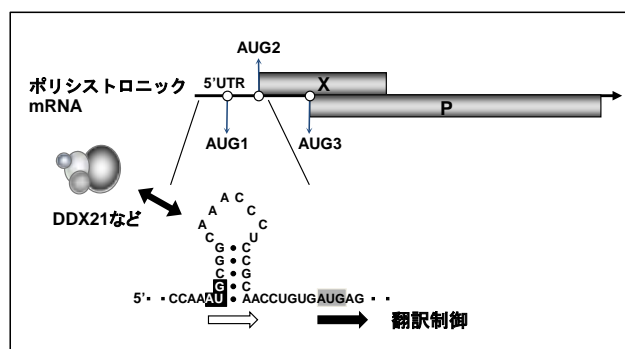 AUG2
ポリシストロニック
mRNA
5'UTR
X
P
AUG1
AUG3
DDX21など
A A A C C
A C
C U
G • C
G • C
C • G
G • C
5'・・CCAAAU • AACCUGUGAUGAG・・
翻訳制御